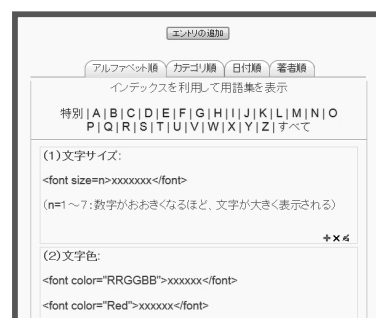 エントリの追加
アルファベット順 カテゴリ順 日付順 著者順
インデックスを利用して用語集を表示
特別 | A | B | C | D | E | F | G | H | I | J | K | L | M | N | O
P | Q | R | S | T | U | V | W | X | Y | Z | すべて
(1)文字サイズ:
<font size=n>xxxxxxx</font>
(n=1～7:数字がおおきくなるほど、文字が大きく表示される)
(2)文字色:
<font color="RRGGBB">xxxxxx</font>
<font color="Red">xxxxxx</font>